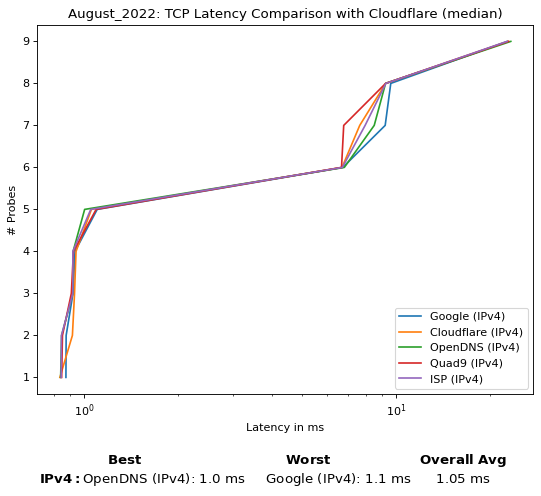 August_2022: TCP Latency Comparison with Cloudflare (median)
9
8
7
6
5
4
3
2
1
# Probes
Google (IPv4)
Cloudflare (IPv4)
OpenDNS (IPv4)
Quad9 (IPv4)
ISP (IPv4)
10⁰ 10¹
Latency in ms
Best Worst Overall Avg
IPv4: OpenDNS (IPv4): 1.0 ms Google (IPv4): 1.1 ms 1.05 ms